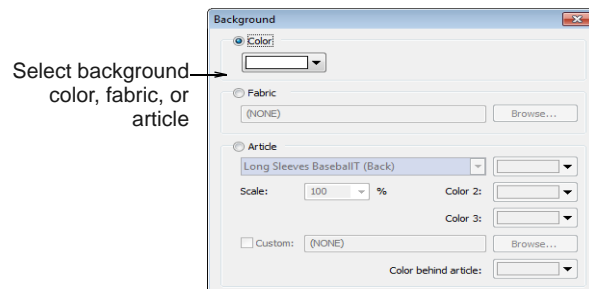 Background
Color
Select background
color, fabric, or
article
Fabric
(NONE)
Browse...
Article
Long Sleeves BaseballT (Back)
Scale: 100 % Color 2:
Color 3:
Custom: (NONE) Browse...
Color behind article: